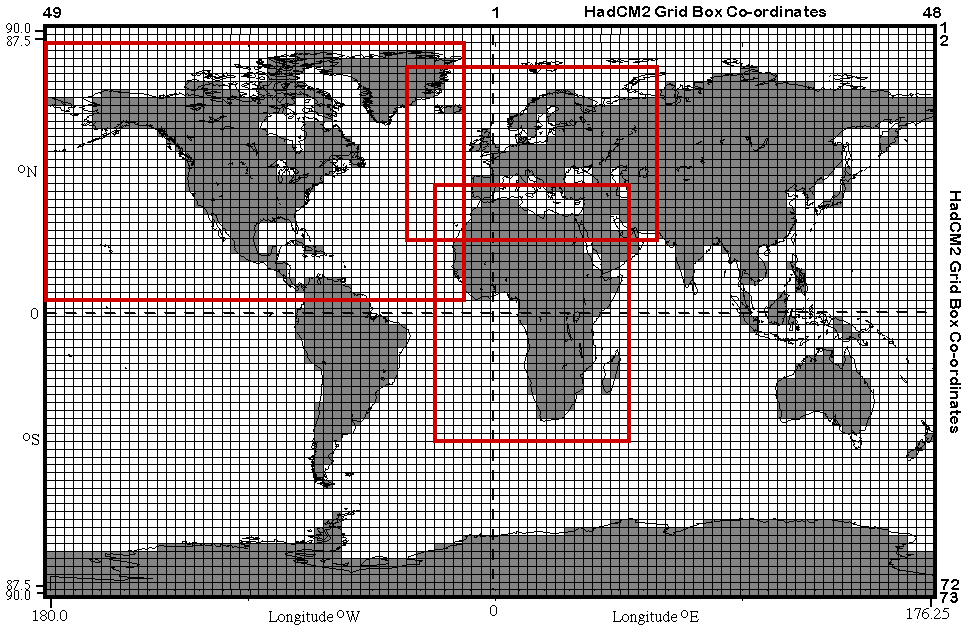 49 1 HadCM2 Grid Box Co-ordinates 48
90.0 1
87.5 2
oN
HadCM2 Grid Box Co-ordinates
0
oS
87.5 72
90.0 73
180.0 Longitude oW 0 Longitude oE 176.25